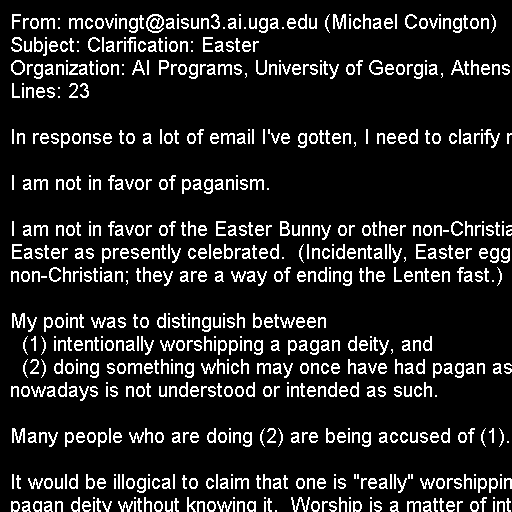 From: mcovingt@aisun3.ai.uga.edu (Michael Covington)
Subject: Clarification: Easter
Organization: AI Programs, University of Georgia, Athens
Lines: 23
In response to a lot of email I've gotten, I need to clarify
I am not in favor of paganism.
I am not in favor of the Easter Bunny or other non-Christia
Easter as presently celebrated.  (Incidentally, Easter egg
non-Christian; they are a way of ending the Lenten fast.)
My point was to distinguish between
(1) intentionally worshipping a pagan deity, and
(2) doing something which may once have had pagan as
nowadays is not understood or intended as such.
Many people who are doing (2) are being accused of (1).
It would be illogical to claim that one is "really" worshippin
pagan deity without knowing it.  Worship is a matter of int